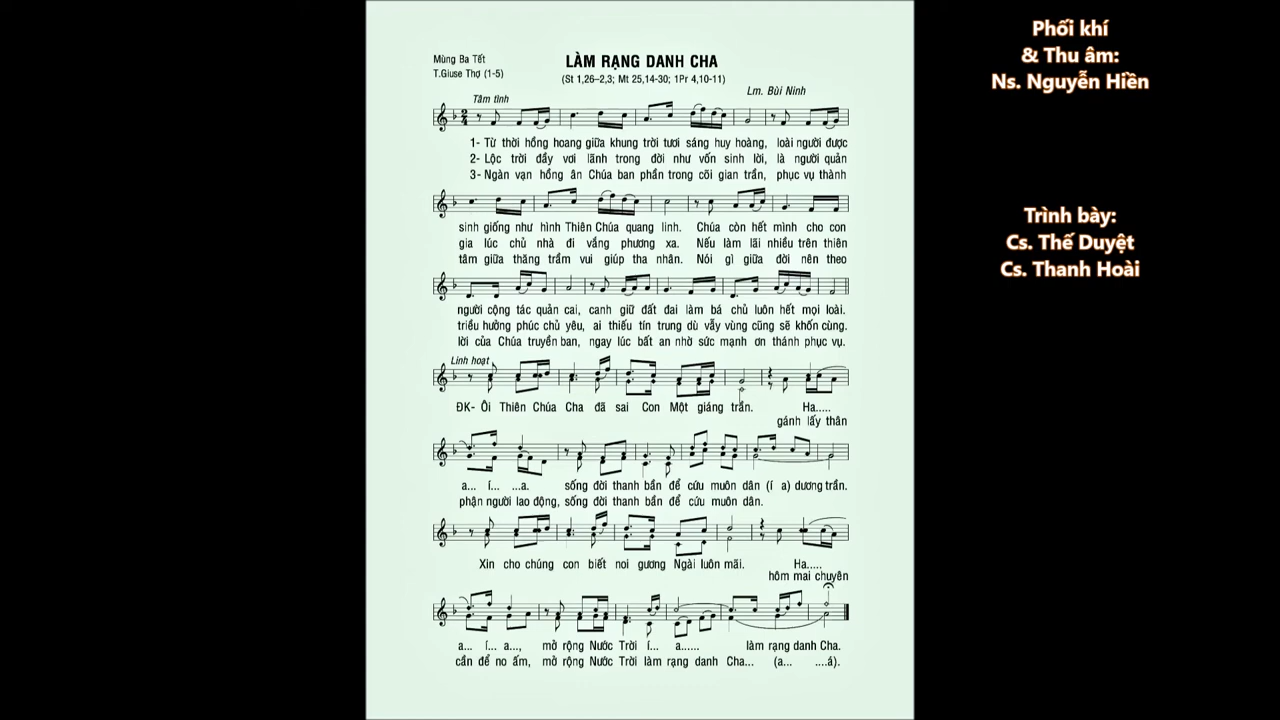 Mùng Ba Tết
T.Giuse Thợ (1-5)
LÀM RẠNG DANH CHA
(St 1,26–2,3; Mt 25,14-30; 1Pr 4,10-11)
Lm. Bùi Ninh
Tâm tình
1- Từ thời hồng hoang giữa khung trời tươi sáng huy hoàng, loài người được
2- Lộc trời đầy vơi lãnh trong đời như vốn sinh lời, là người quản
3- Ngàn vạn hồng ân Chúa ban phần trong cõi gian trần, phục vụ thành
sinh giống như hình Thiên Chúa quang linh. Chúa còn hết mình cho con
gia lúc chủ nhà đi vắng phương xa. Nếu làm lãi nhiều trên thiên
tâm giữa thăng trầm vui giúp tha nhân. Nói gì giữa đời nên theo
người cộng tác quản cai, canh giữ đất đai làm bá chủ luôn hết mọi loài.
triều hưởng phúc chủ yêu, ai thiếu tín trung dù vẫy vùng cũng sẽ khốn cùng.
lời của Chúa truyền ban, ngay lúc bất an nhờ sức mạnh ơn thánh phục vụ.
Linh hoạt
ĐK- Ôi Thiên Chúa Cha đã sai Con Một giáng trần. Ha.....
gánh lấy thân
a... í... ...a. sống đời thanh bần để cứu muôn dân (í a) dương trần.
phận người lao động, sống đời thanh bần để cứu muôn dân.
Xin cho chúng con biết noi gương Ngài luôn mãi. Ha.....
hôm mai chuyên
a... í... a..., mở rộng Nước Trời í... a...... làm rạng danh Cha.
cần để no ấm, mở rộng Nước Trời làm rạng danh Cha... (a... ....á).
Phối khí
& Thu âm:
Ns. Nguyễn Hiền
Trình bày:
Cs. Thế Duyệt
Cs. Thanh Hoài